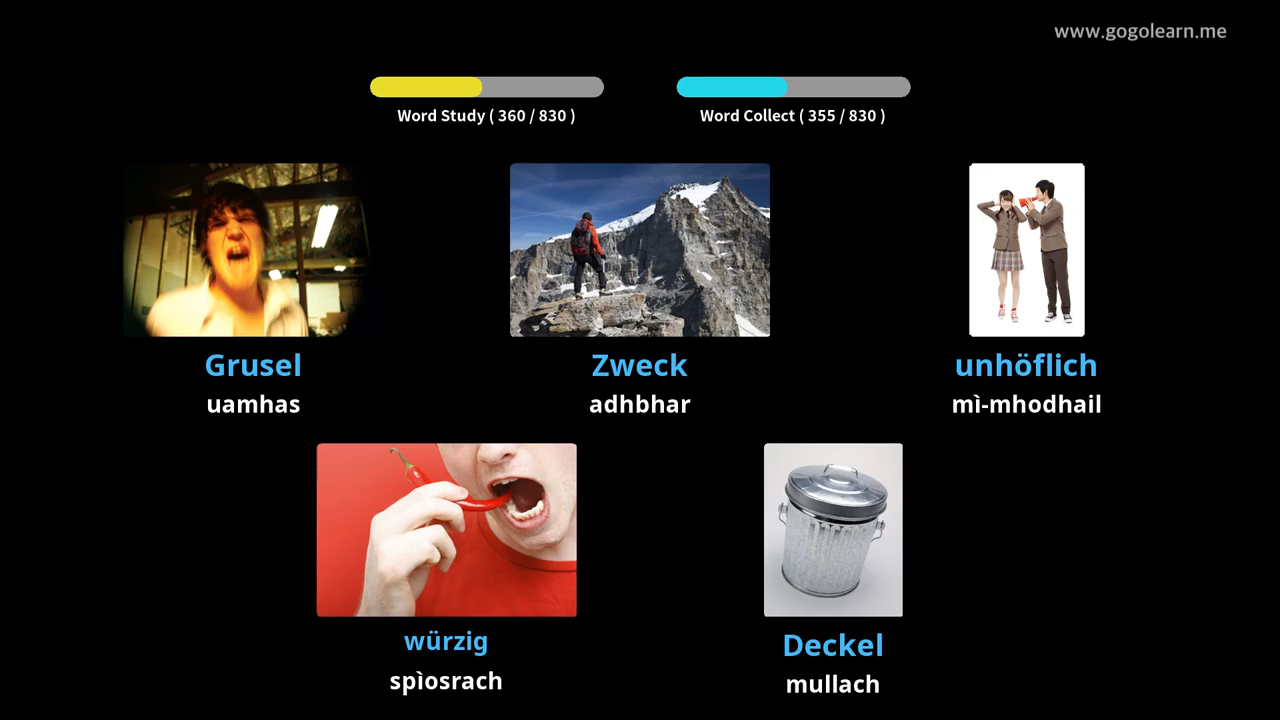 www.gogolearn.me
Word Study ( 360 / 830 )
Word Collect ( 355 / 830 )
Grusel
uamhas
Zweck
adhbhar
unhöflich
mì-mhodhail
würzig
spìosrach
Deckel
mullach